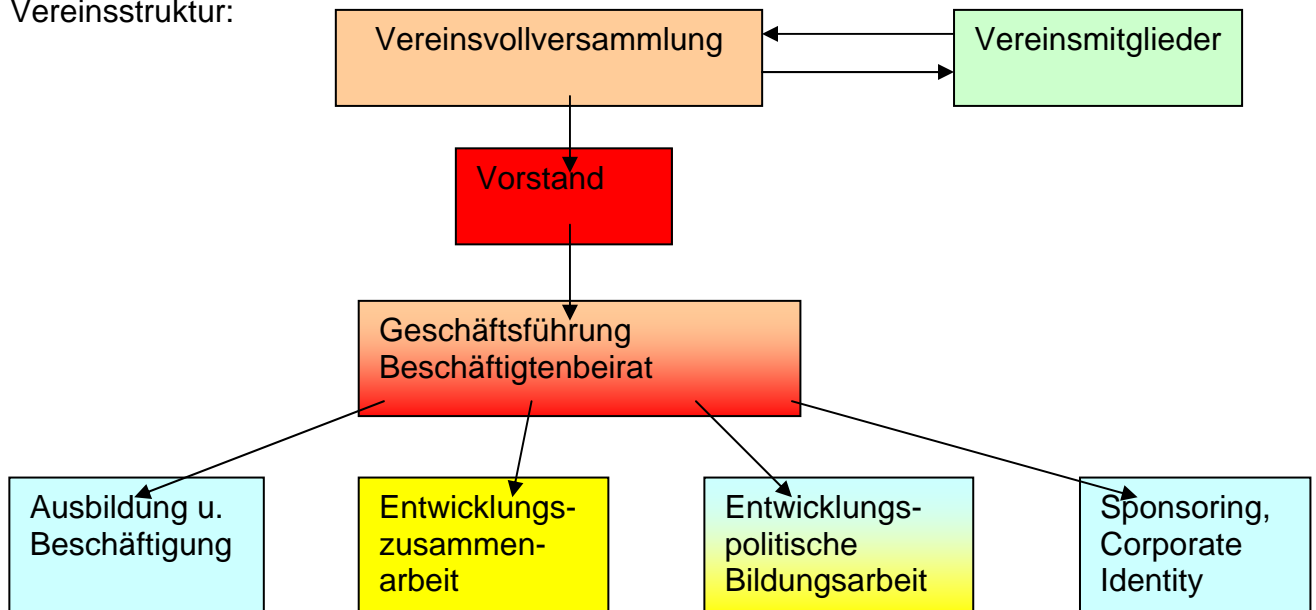 Vereinsstruktur:
Vereinsvollversammlung
Vereinsmitglieder
Vorstand
Geschäftsführung
Beschäftigtenbeirat
Ausbildung u.
Beschäftigung
Entwicklungs-
zusammen-
arbeit
Entwicklungs-
politische
Bildungsarbeit
Sponsoring,
Corporate
Identity